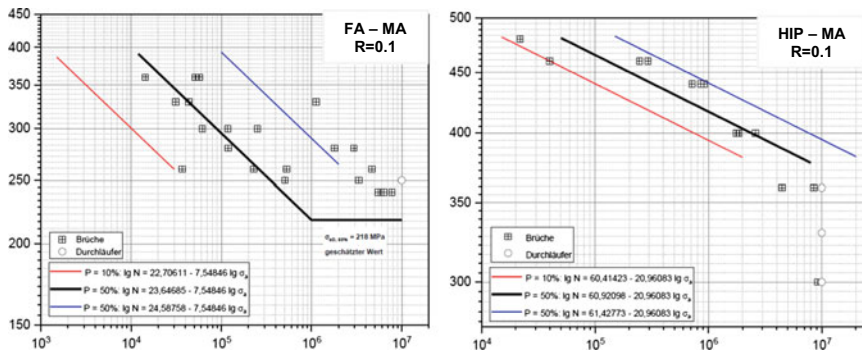 FA – MA
R=0.1
450
400
350
300
250
200
150
σaD, 50% = 218 MPa
geschätzter Wert
Brüche
Durchläufer
P = 10%: lg N = 22,70611 - 7,54846 lg σa
P = 50%: lg N = 23,64685 - 7,54846 lg σa
P = 50%: lg N = 24,58758 - 7,54846 lg σa
10³ 10⁴ 10⁵ 10⁶ 10⁷
HIP – MA
R=0.1
500
450
400
350
300
Brüche
Durchläufer
P = 10%: lg N = 60,41423 - 20,96083 lg σa
P = 50%: lg N = 60,92098 - 20,96083 lg σa
P = 50%: lg N = 61,42773 - 20,96083 lg σa
10⁴ 10⁵ 10⁶ 10⁷